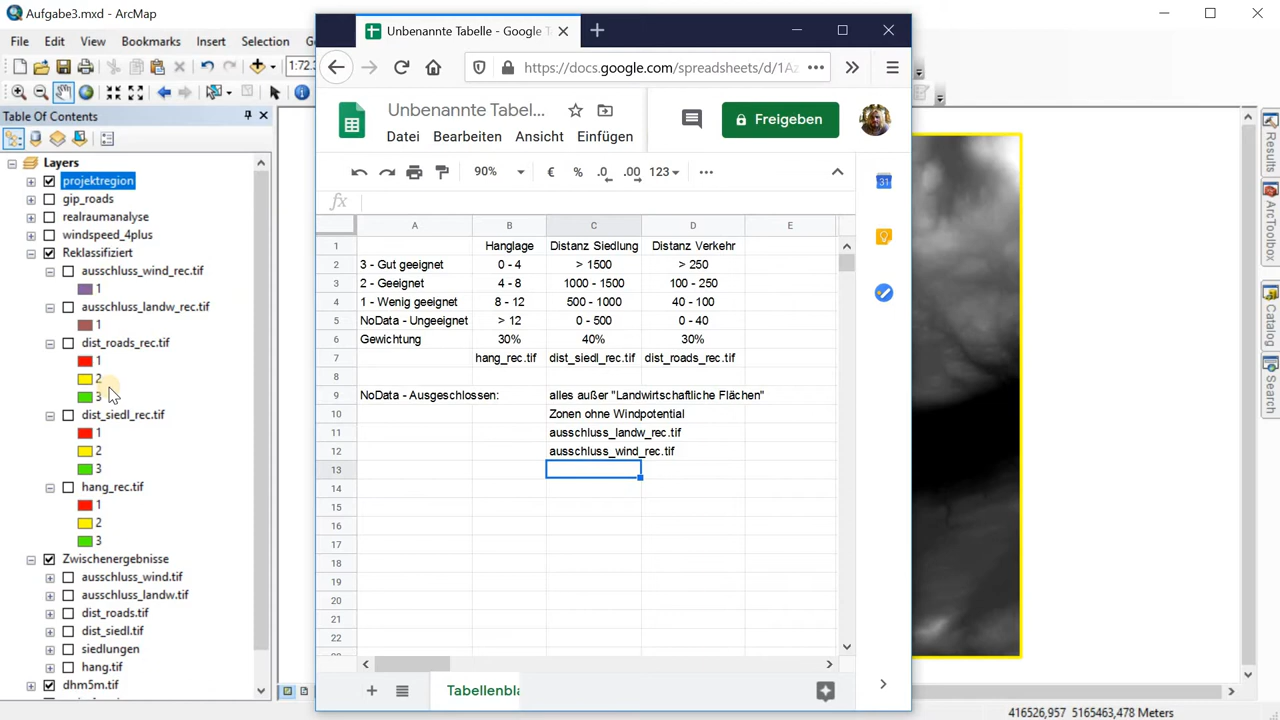 Aufgabe3.mxd - ArcMap
File Edit View Bookmarks Insert Selection
1:72.3
Table Of Contents
Layers
projektregion
gip_roads
realraumanalyse
windspeed_4plus
Reklassifiziert
ausschluss_wind_rec.tif
1
ausschluss_landw_rec.tif
1
dist_roads_rec.tif
1
2
3
dist_siedl_rec.tif
1
2
3
hang_rec.tif
1
2
3
Zwischenergebnisse
ausschluss_wind.tif
ausschluss_landw.tif
dist_roads.tif
dist_siedl.tif
siedlungen
hang.tif
dhm5m.tif
Unbenannte Tabelle - Google T
https://docs.google.com/spreadsheets/d/1Az
Unbenannte Tabel...
Datei Bearbeiten Ansicht Einfügen
Freigeben
90% € % .0 .00 123
fx
31
A B C D E
1 Hanglage Distanz Siedlung Distanz Verkehr
2 3 - Gut geeignet 0 - 4 > 1500 > 250
3 2 - Geeignet 4 - 8 1000 - 1500 100 - 250
4 1 - Wenig geeignet 8 - 12 500 - 1000 40 - 100
5 NoData - Ungeeignet > 12 0 - 500 0 - 40
6 Gewichtung 30% 40% 30%
7 hang_rec.tif dist_siedl_rec.tif dist_roads_rec.tif
8
9 NoData - Ausgeschlossen: alles außer "Landwirtschaftliche Flächen"
10 Zonen ohne Windpotential
11 ausschluss_landw_rec.tif
12 ausschluss_wind_rec.tif
13
14
15
16
17
18
19
20
21
22
Tabellenbla
Results
ArcToolbox
Catalog
Search
416526,957 5165463,478 Meters